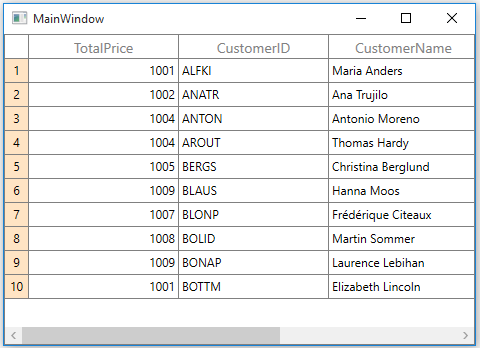 MainWindow
TotalPrice CustomerID CustomerName
1 1001 ALFKI Maria Anders
2 1002 ANATR Ana Trujilo
3 1004 ANTON Antonio Moreno
4 1004 AROUT Thomas Hardy
5 1005 BERGS Christina Berglund
6 1009 BLAUS Hanna Moos
7 1007 BLONP Frédérique Citeaux
8 1008 BOLID Martin Sommer
9 1009 BONAP Laurence Lebihan
10 1001 BOTTM Elizabeth Lincoln